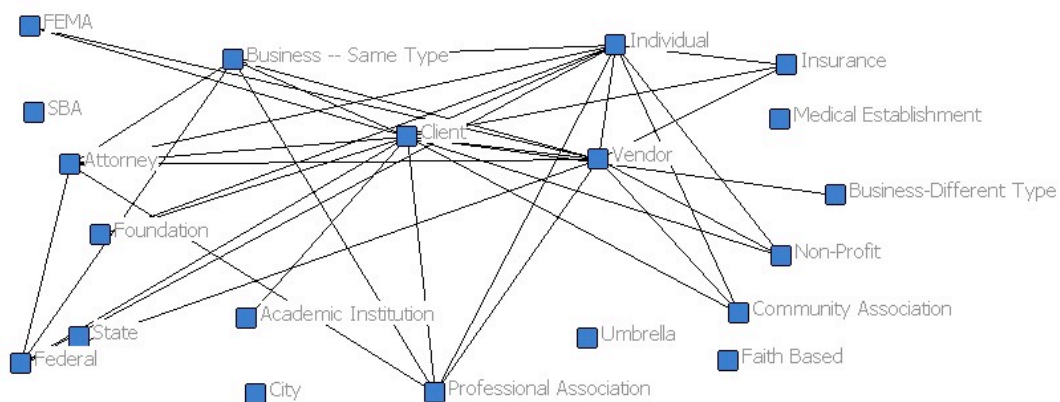 FEMA
Individual
Business -- Same Type
Insurance
SBA
Medical Establishment
Client
Attorney
Vendor
Business-Different Type
Foundation
Non-Profit
Community Association
Academic Institution
State
Umbrella
Faith Based
Federal
City
Professional Association